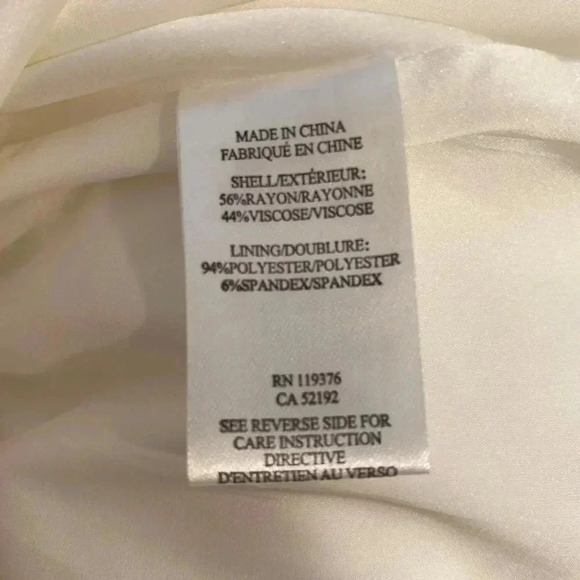 MADE IN CHINA
FABRIQUÉ EN CHINE
SHELL/EXTÉRIEUR:
56%RAYON/RAYONNE
44%VISCOSE/VISCOSE
LINING/DOUBLURE:
94%POLYESTER/POLYESTER
6%SPANDEX/SPANDEX
RN 119376
CA 52192
SEE REVERSE SIDE FOR
CARE INSTRUCTION
DIRECTIVE
D'ENTRETIEN AU VERSO